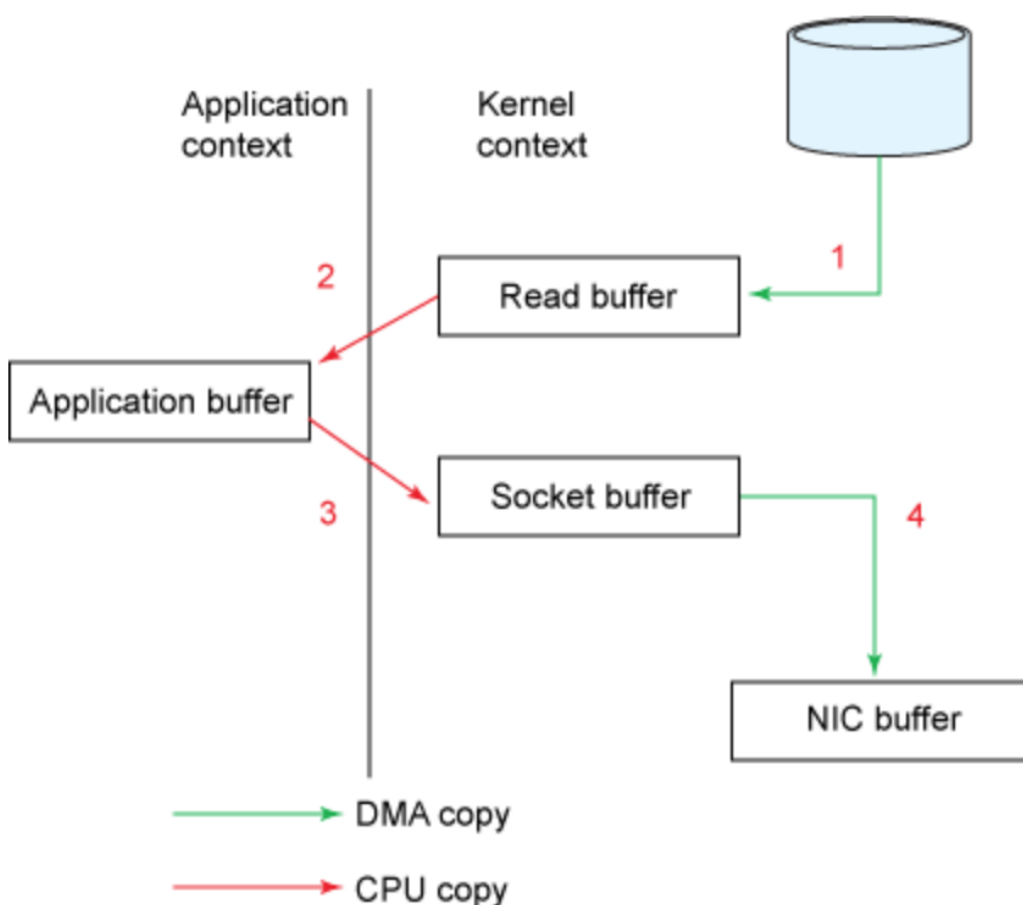 Application
context
Kernel
context
1
2
Read buffer
Application buffer
3
Socket buffer
4
NIC buffer
DMA copy
CPU copy